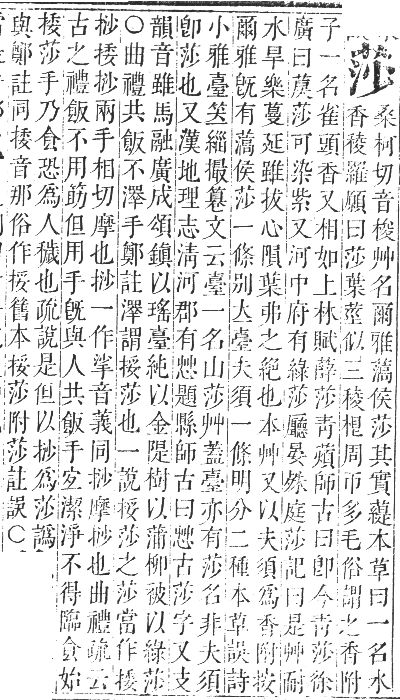 莎
桑柯切音梭艸名爾雅薃侯莎其實本草曰一名水
香稜羅願曰莎葉莖似三稜根周帀多毛俗謂之香附
子一名雀頭香又相如上林賦薛莎青薠師古曰卽今青莎徐
廣曰莎可染紫又河中府有綠莎廳晏殊庭莎記曰是艸耐
水旱樂蔓延雖拔心隕葉弗之絕也本艸又以夫須爲香附按
爾雅旣有薃侯莎一條別出臺夫須一條明分二種本草誤詩
小雅臺笠緇撮纂文云臺一名山莎艸蓋臺亦有莎名非夫須
卽莎也又漢地理志淸河郡有題縣師古曰古莎字又支
韻音雖馬融廣成頌鎮以瑤臺純以金隄樹以蒲柳被以綠莎
○曲禮共飯不澤手鄭註澤謂挼莎也一說挼莎之莎當作捼
挱捼挱兩手相切摩也挱一作挲音義同挱摩挱也曲禮疏云
古之禮飯不用筯但用手旣與人共飯手宜潔淨不得臨食始
捼莎手乃食恐爲人穢也疏說是但以挱爲莎譌
與鄭註同捼音那俗作挼舊本挼莎附莎註誤○